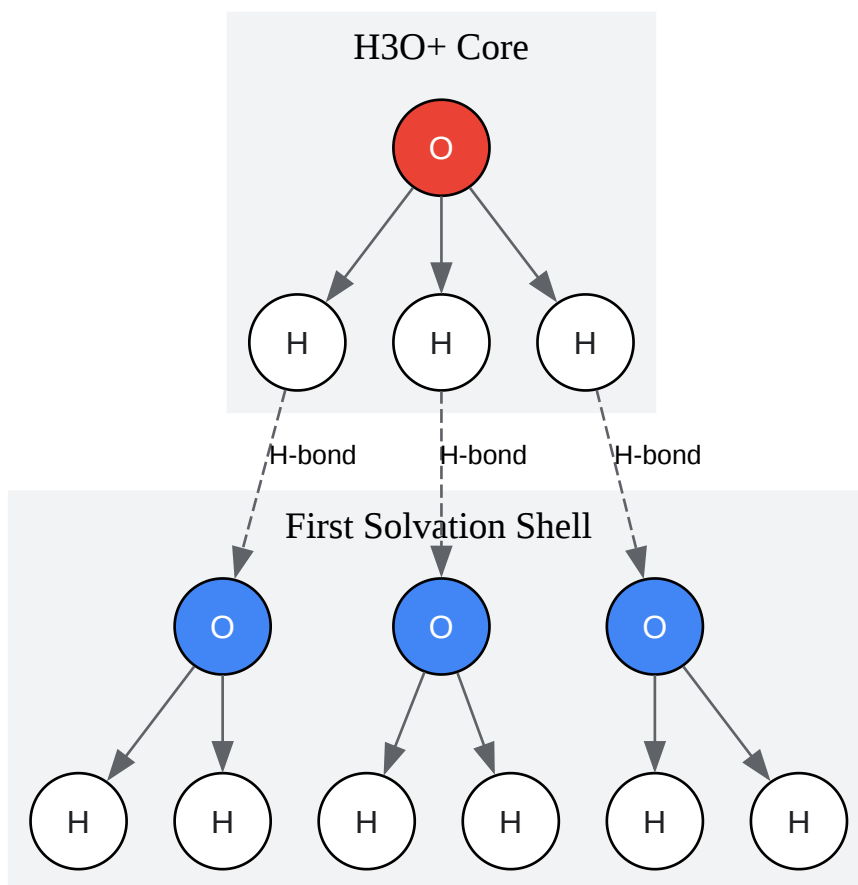 H3O+ Core
O
H H H
H-bond H-bond H-bond
First Solvation Shell
O O O
H H H H H H